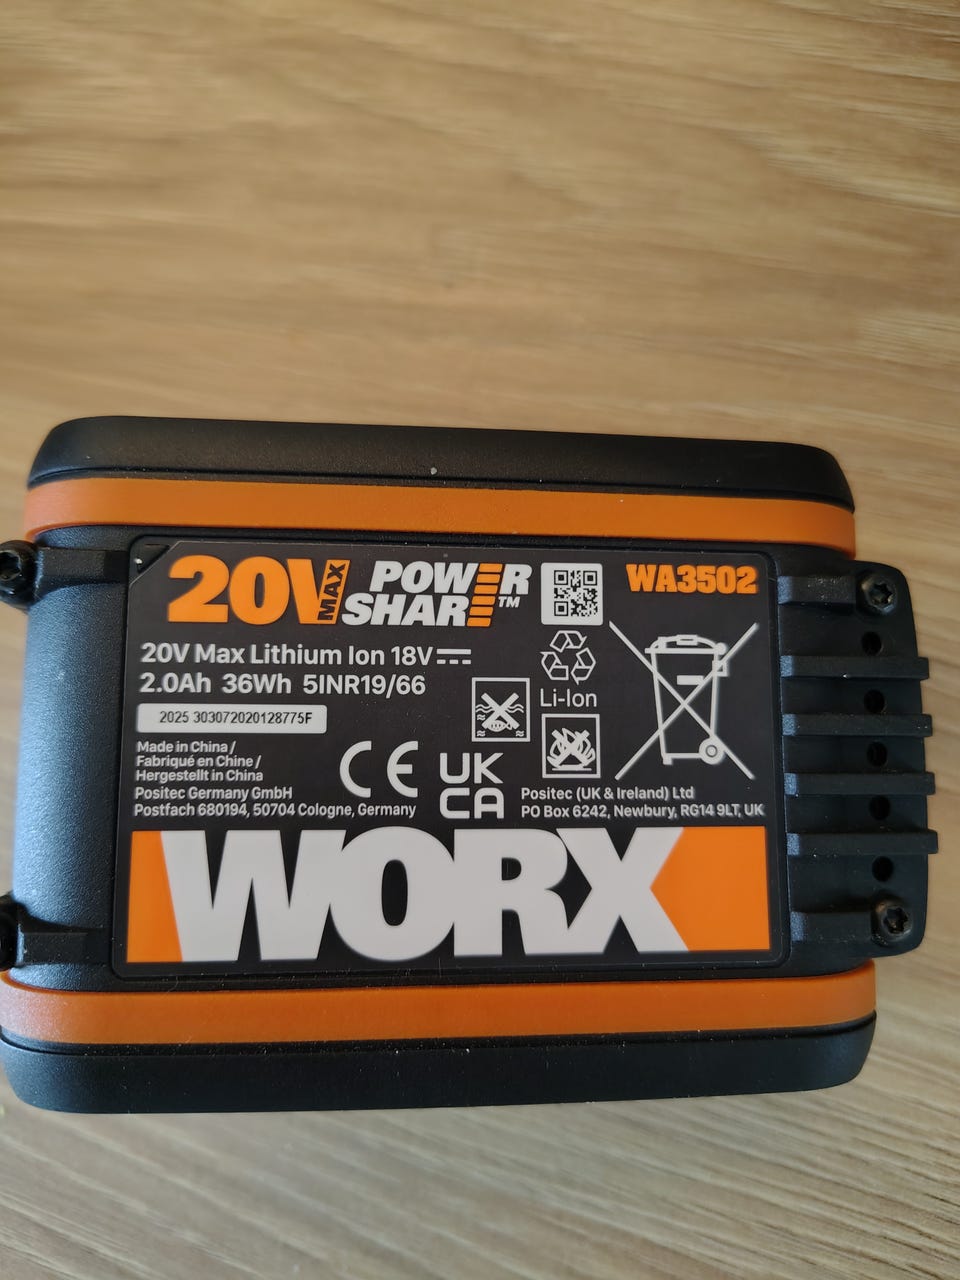 20V MAX POWER SHARE™
WA3502
20V Max Lithium Ion 18V⎓
2.0Ah 36Wh 5INR19/66
2025 303072020128775F
Li-Ion
Made in China /
Fabriqué en Chine /
Hergestellt in China
Positec Germany GmbH
Postfach 680194, 50704 Cologne, Germany
CE
UK
CA
Positec (UK & Ireland) Ltd
PO Box 6242, Newbury, RG14 9LT, UK
WORX